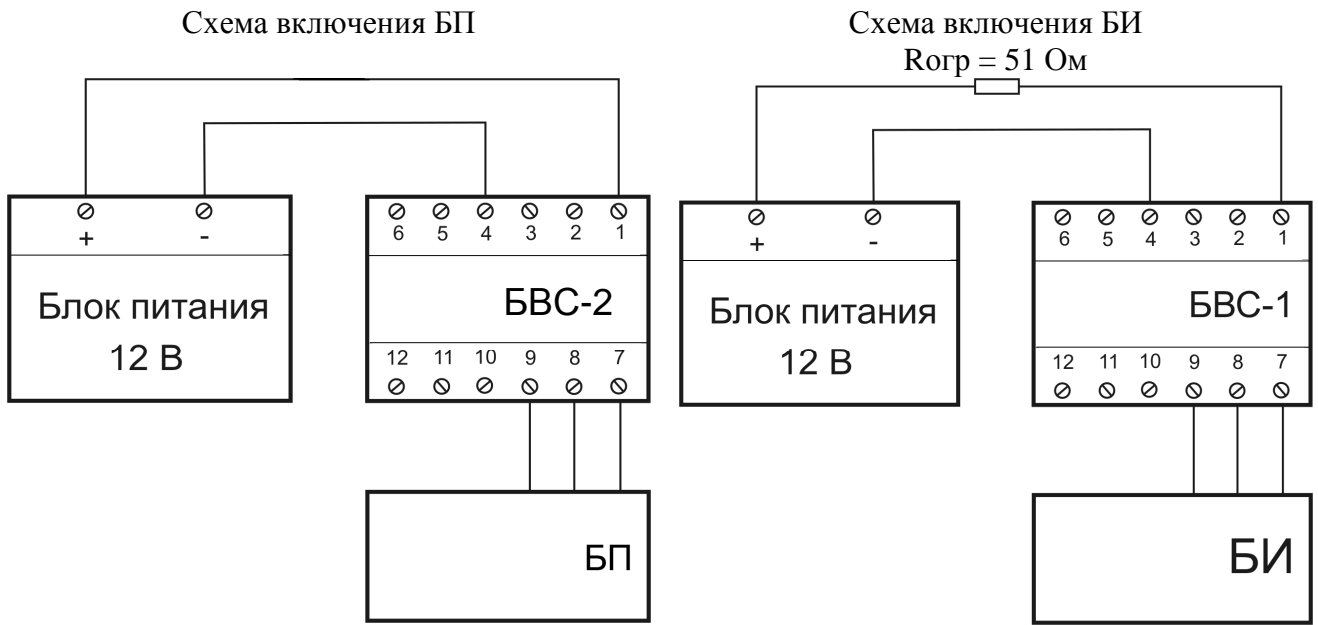 Схема включения БП
+ -
6 5 4 3 2 1
Блок питания
12 В
БВС-2
12 11 10 9 8 7
БП
Схема включения БИ
Rогр = 51 Ом
+ -
6 5 4 3 2 1
Блок питания
12 В
БВС-1
12 11 10 9 8 7
БИ